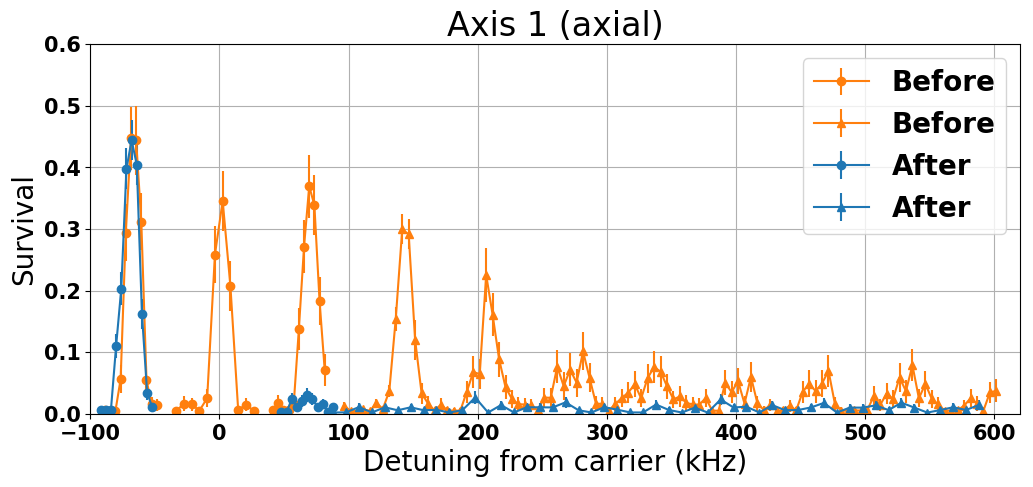 Axis 1 (axial)
Survival
0.6
0.5
0.4
0.3
0.2
0.1
0.0
Before
Before
After
After
−100 0 100 200 300 400 500 600
Detuning from carrier (kHz)